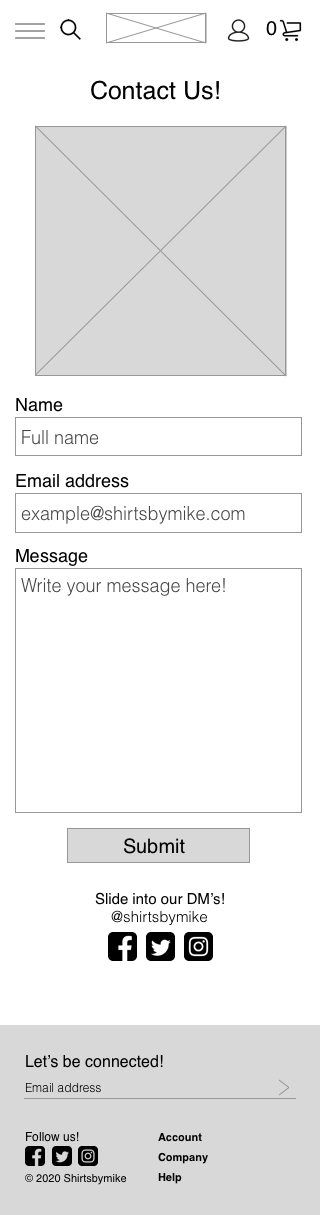 0
Contact Us!
Name
Full name
Email address
example@shirtsbymike.com
Message
Write your message here!
Submit
Slide into our DM's!
@shirtsbymike
Let's be connected!
Email address
Follow us!
© 2020 Shirtsbymike
Account
Company
Help